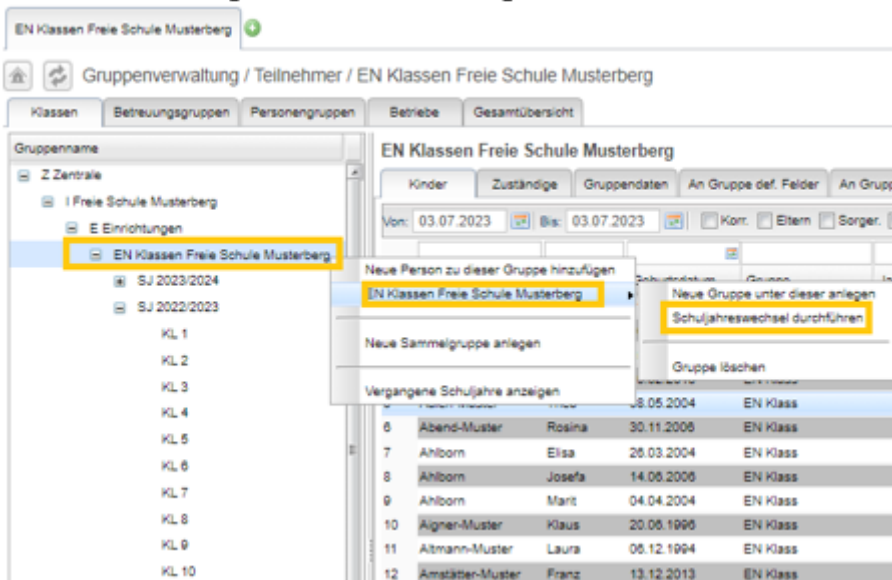 EN Klassen Freie Schule Musterberg
Gruppenverwaltung / Teilnehmer / EN Klassen Freie Schule Musterberg
Klassen Betreuungsgruppen Personengruppen Betriebe Gesamtübersicht
Gruppenname
Z Zentrale
I Freie Schule Musterberg
E Einrichtungen
EN Klassen Freie Schule Musterberg
SJ 2023/2024
SJ 2022/2023
KL 1
KL 2
KL 3
KL 4
KL 5
KL 6
KL 7
KL 8
KL 9
KL 10
EN Klassen Freie Schule Musterberg
Kinder Zuständige Gruppendaten An Gruppe def. Felder An Grup
Von: 03.07.2023 Bis: 03.07.2023 Korr. Eltern Sorger.
Neue Person zu dieser Gruppe hinzufügen
EN Klassen Freie Schule Musterberg
Neue Sammelgruppe anlegen
Vergangene Schuljahre anzeigen
Neue Gruppe unter dieser anlegen
Schuljahreswechsel durchführen
Gruppe löschen
EN Klass
08.05.2004 EN Klass
6 Abend-Muster Rosina 30.11.2006 EN Klass
7 Ahlborn Elisa 26.03.2004 EN Klass
8 Ahlborn Josefa 14.06.2006 EN Klass
9 Ahlborn Marit 04.04.2004 EN Klass
10 Aigner-Muster Klaus 20.06.1996 EN Klass
11 Altmann-Muster Laura 06.12.1994 EN Klass
12 Amstätter-Muster Franz 13.12.2013 EN Klass